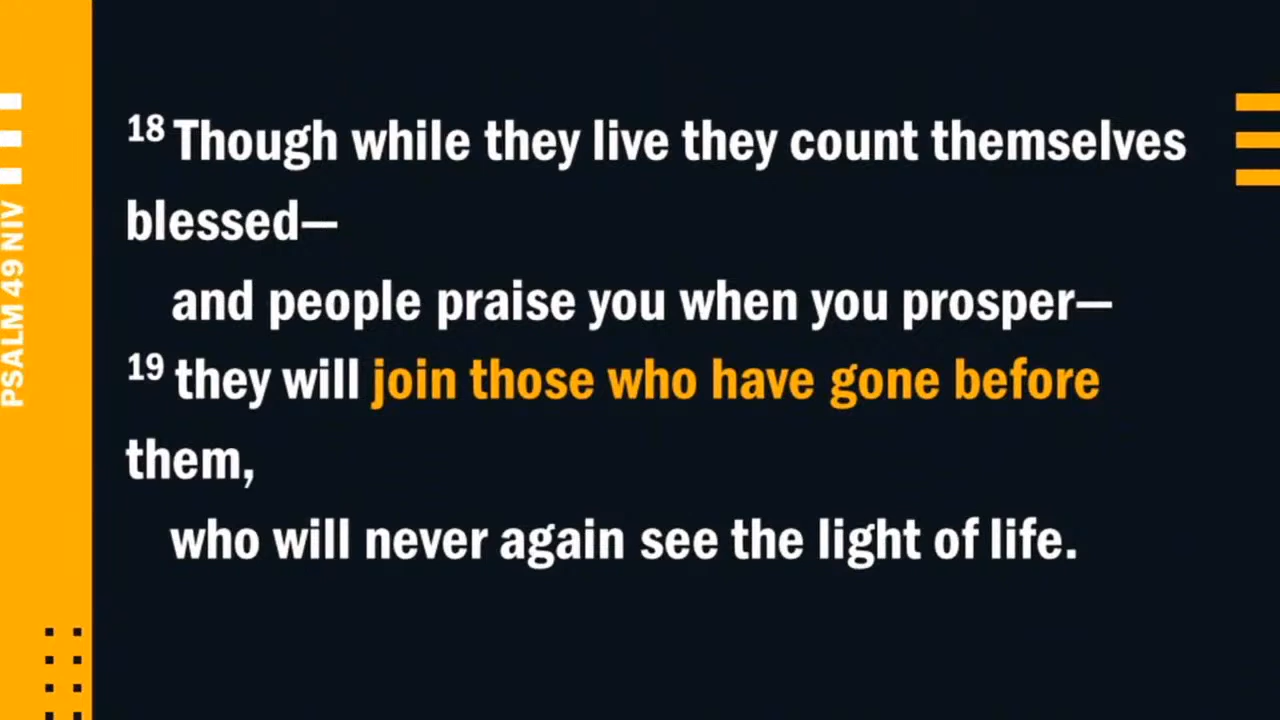 PSALM 49 NIV
18 Though while they live they count themselves
blessed—
and people praise you when you prosper—
19 they will join those who have gone before
them,
who will never again see the light of life.